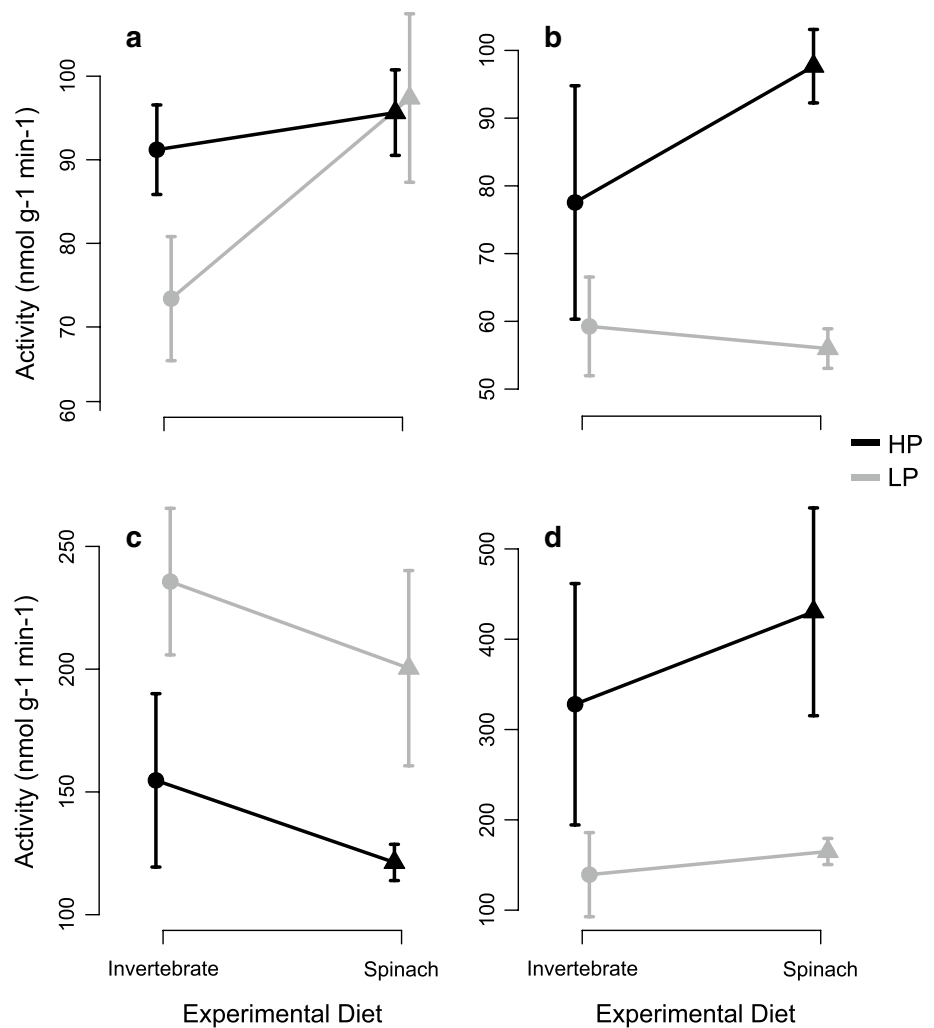 a
100
90
80
70
60
Activity (nmol g-1 min-1)
b
100
90
80
70
60
50
HP
LP
c
250
200
150
100
Activity (nmol g-1 min-1)
Invertebrate
Spinach
Experimental Diet
d
500
400
300
200
100
Invertebrate
Spinach
Experimental Diet